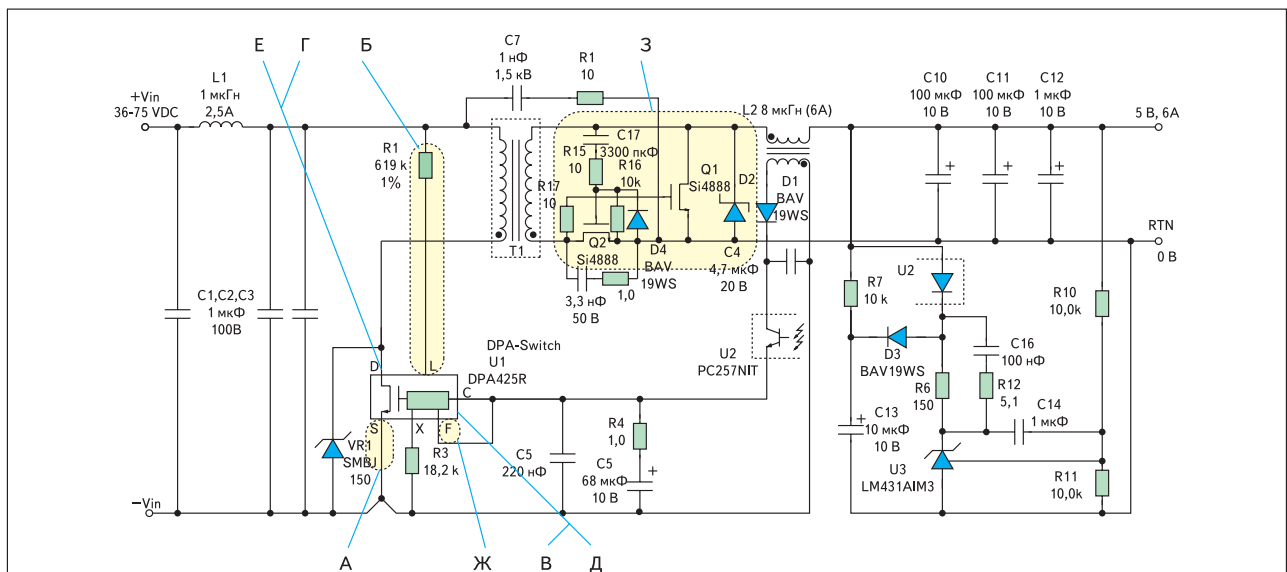 Е
Г
Б
З
L1
1 мкГн
2,5А
+Vin
36-75 VDC
C7
1 нФ
1,5 кВ
R1
10
L2 8 мкГн (6А)
C10
100 мкФ
10 В
C11
100 мкФ
10 В
C12
1 мкФ
10 В
5 В, 6А
R1
619 k
1%
C17
3300 пкФ
R15
10
R16
10k
R17
10
Q1
Si4888
D2
D1
BAV
19WS
T1
Q2
Si4888
D4
BAV
19WS
3,3 нФ
50 В
1,0
C4
4,7 мкФ
20 В
RTN
0 В
C1,C2,C3
1 мкФ
100В
DPA-Switch
U1
DPA425R
D
L
C
S
X
F
VR1
SMBJ
150
R3
18,2 k
C5
220 нФ
R4
1,0
C5
68 мкФ
10 В
+
U2
PC257NIT
R7
10 k
U2
D3
BAV19WS
R6
150
C16
100 нФ
R12
5,1
C14
1 мкФ
R10
10,0k
R11
10,0k
C13
10 мкФ
10 В
+
U3
LM431AIM3
+
+
+
−Vin
А
Ж
В
Д